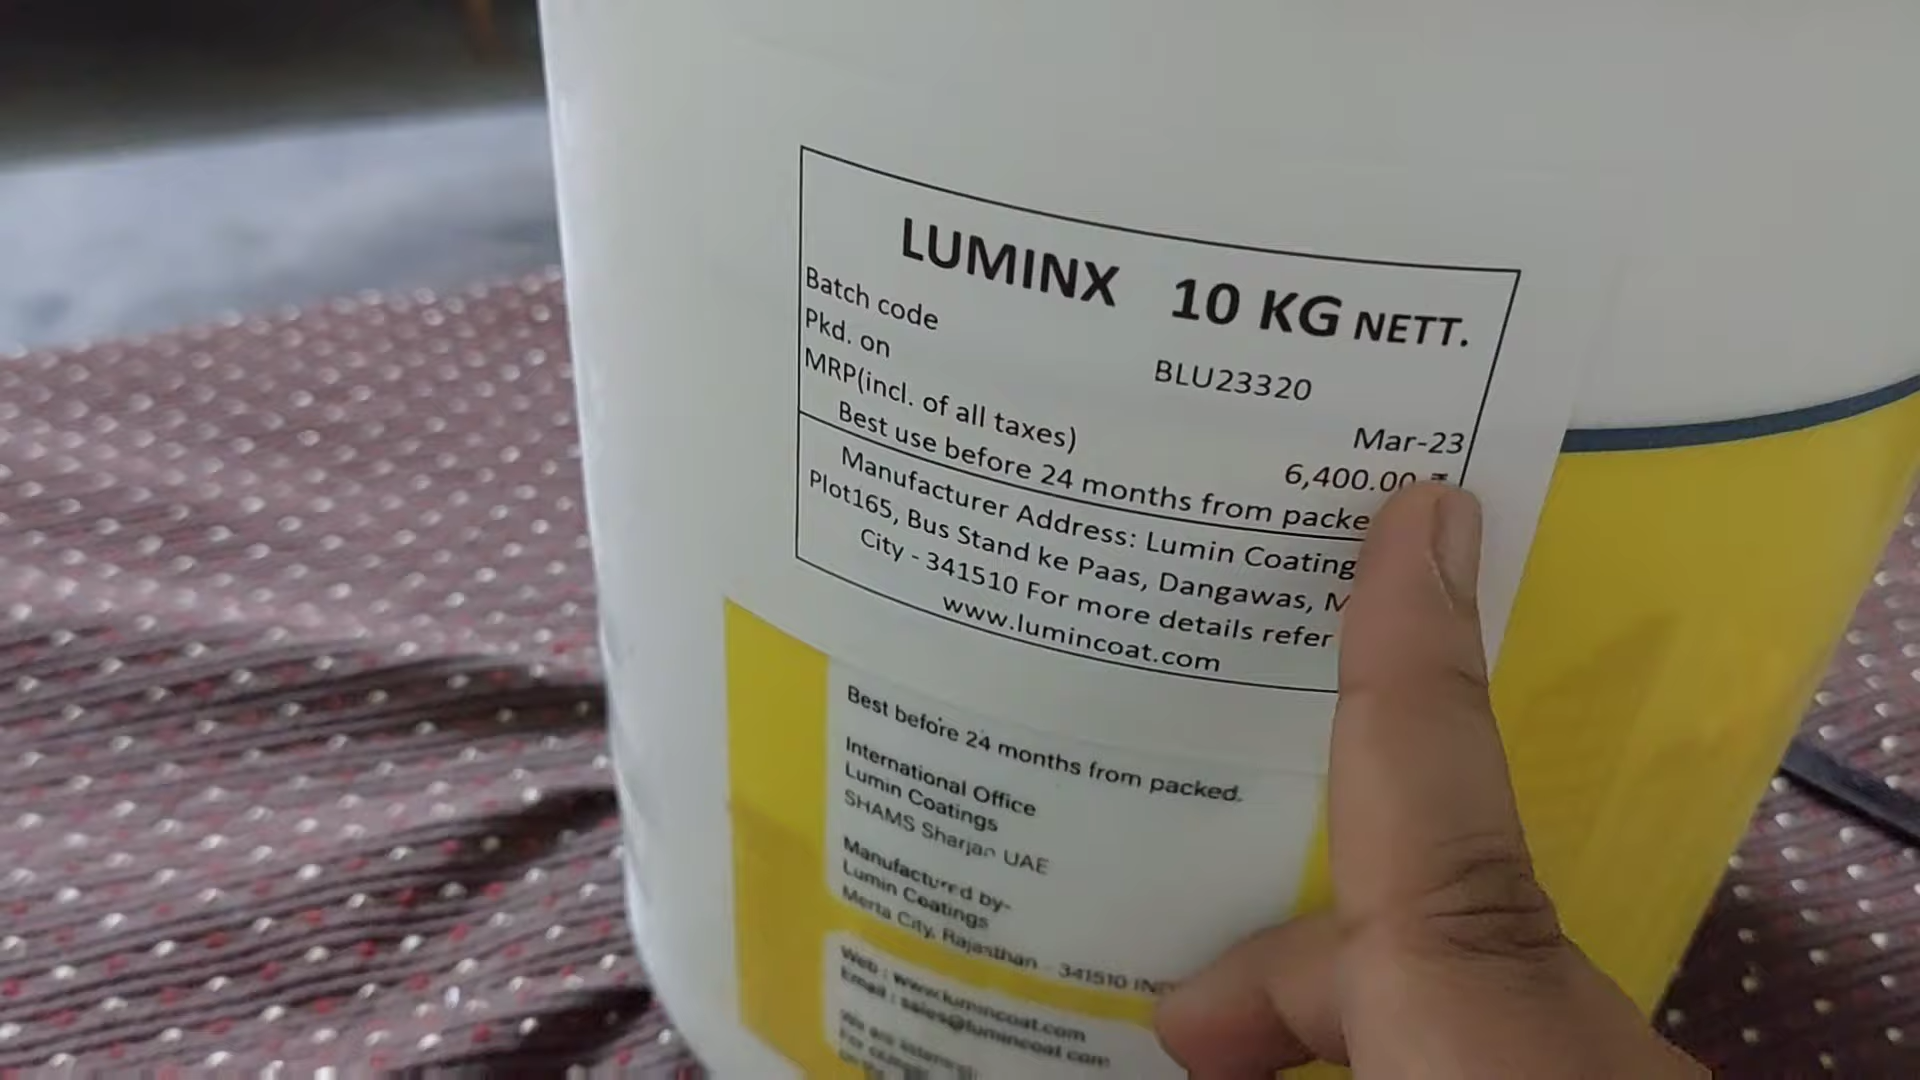 LUMINX 10 KG NETT.
Batch code BLU23320
Pkd. on Mar-23
MRP(incl. of all taxes) 6,400.00
Best use before 24 months from packe
Manufacturer Address: Lumin Coating
Plot165, Bus Stand ke Paas, Dangawas, M
City - 341510 For more details refer
www.lumincoat.com
Best before 24 months from packed.
International Office
Lumin Coatings
SHAMS Sharjah UAE
Manufactured by-
Lumin Coatings
Merta City, Rajasthan - 341510
Web : www.lumincoat.com
Email : sales@lumincoat.com
We are
For